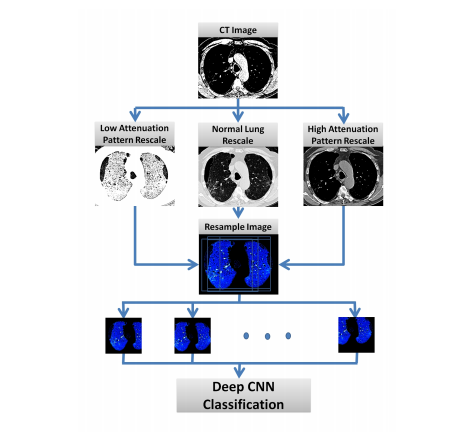 CT Image
Low Attenuation
Pattern Rescale
Normal Lung
Rescale
High Attenuation
Pattern Rescale
Resample Image
Deep CNN
Classification